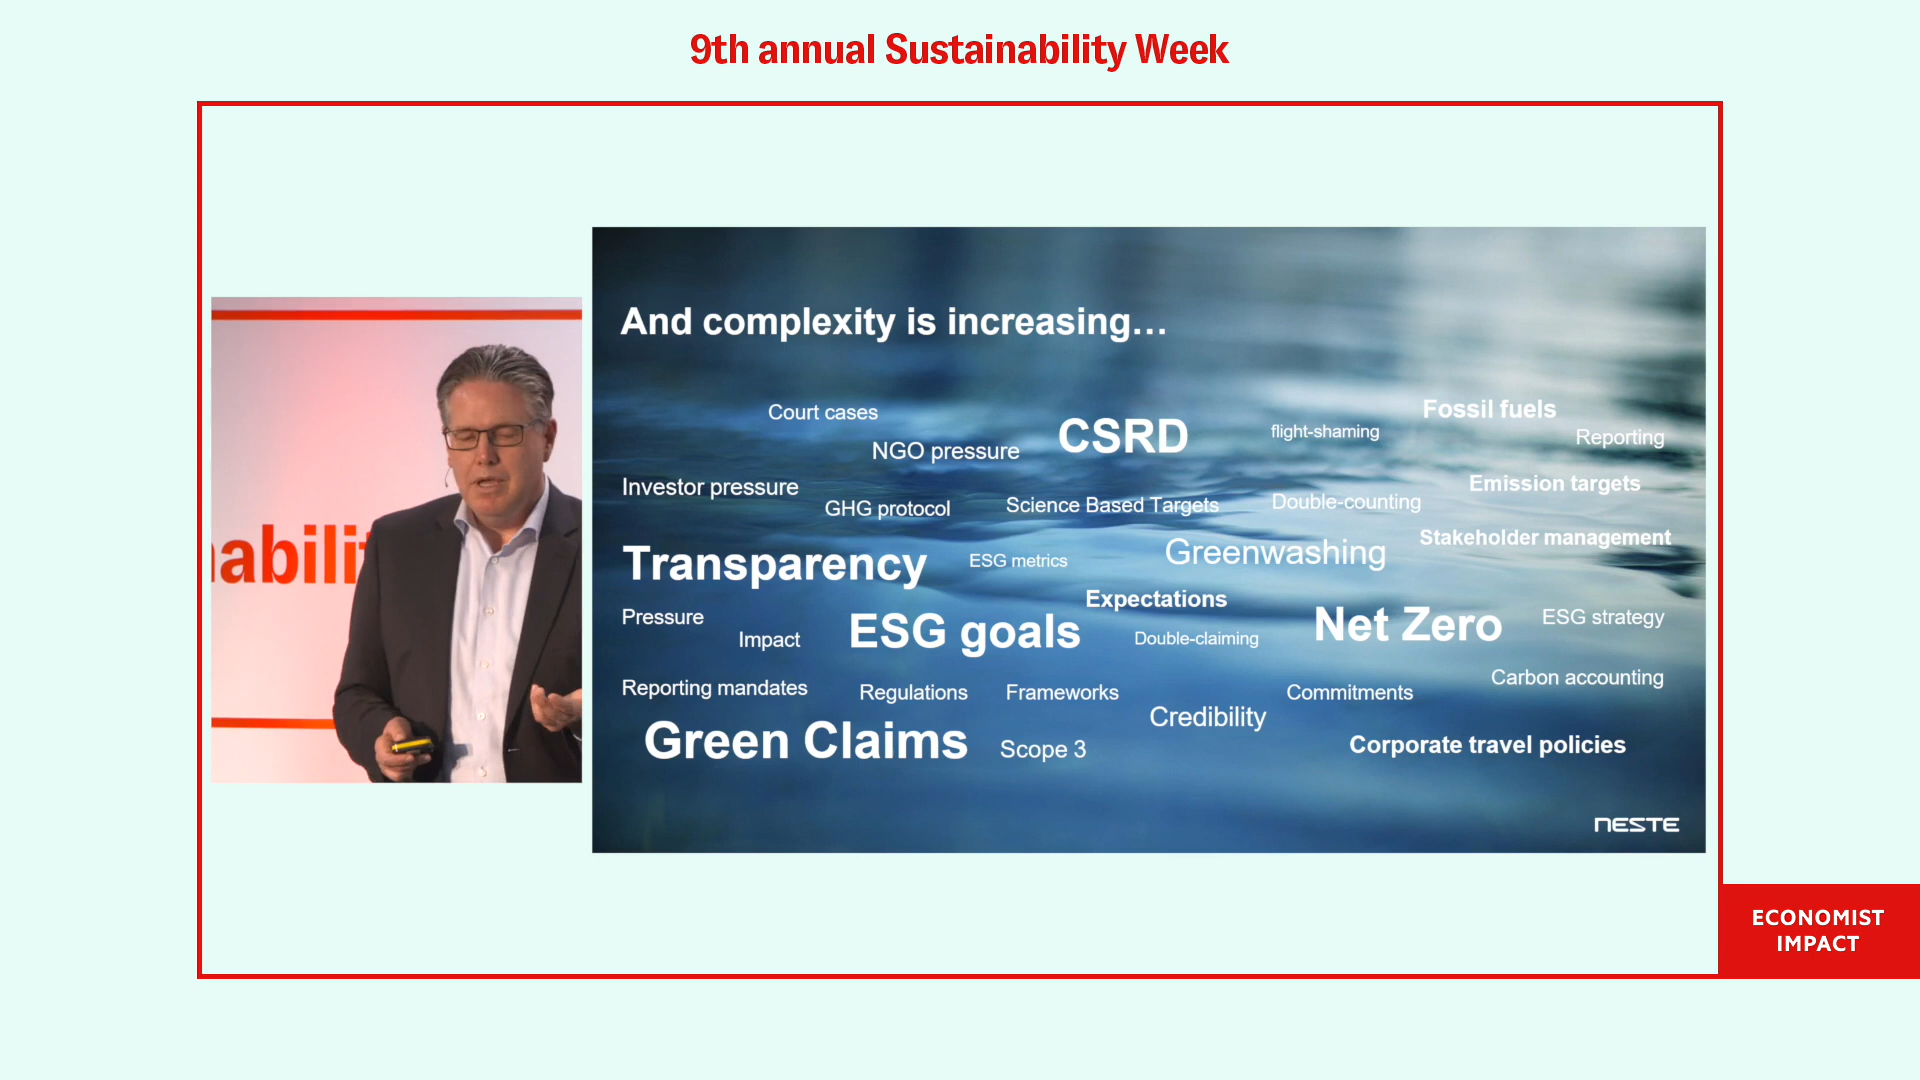 9th annual Sustainability Week
nabilit
And complexity is increasing…
Court cases
NGO pressure
CSRD
flight-shaming
Fossil fuels
Reporting
Investor pressure
GHG protocol
Science Based Targets
Double-counting
Emission targets
Transparency
ESG metrics
Greenwashing
Stakeholder management
Pressure
Impact
ESG goals
Expectations
Double-claiming
Net Zero
ESG strategy
Reporting mandates
Regulations
Frameworks
Credibility
Commitments
Carbon accounting
Green Claims
Scope 3
Corporate travel policies
NESTE
ECONOMIST
IMPACT